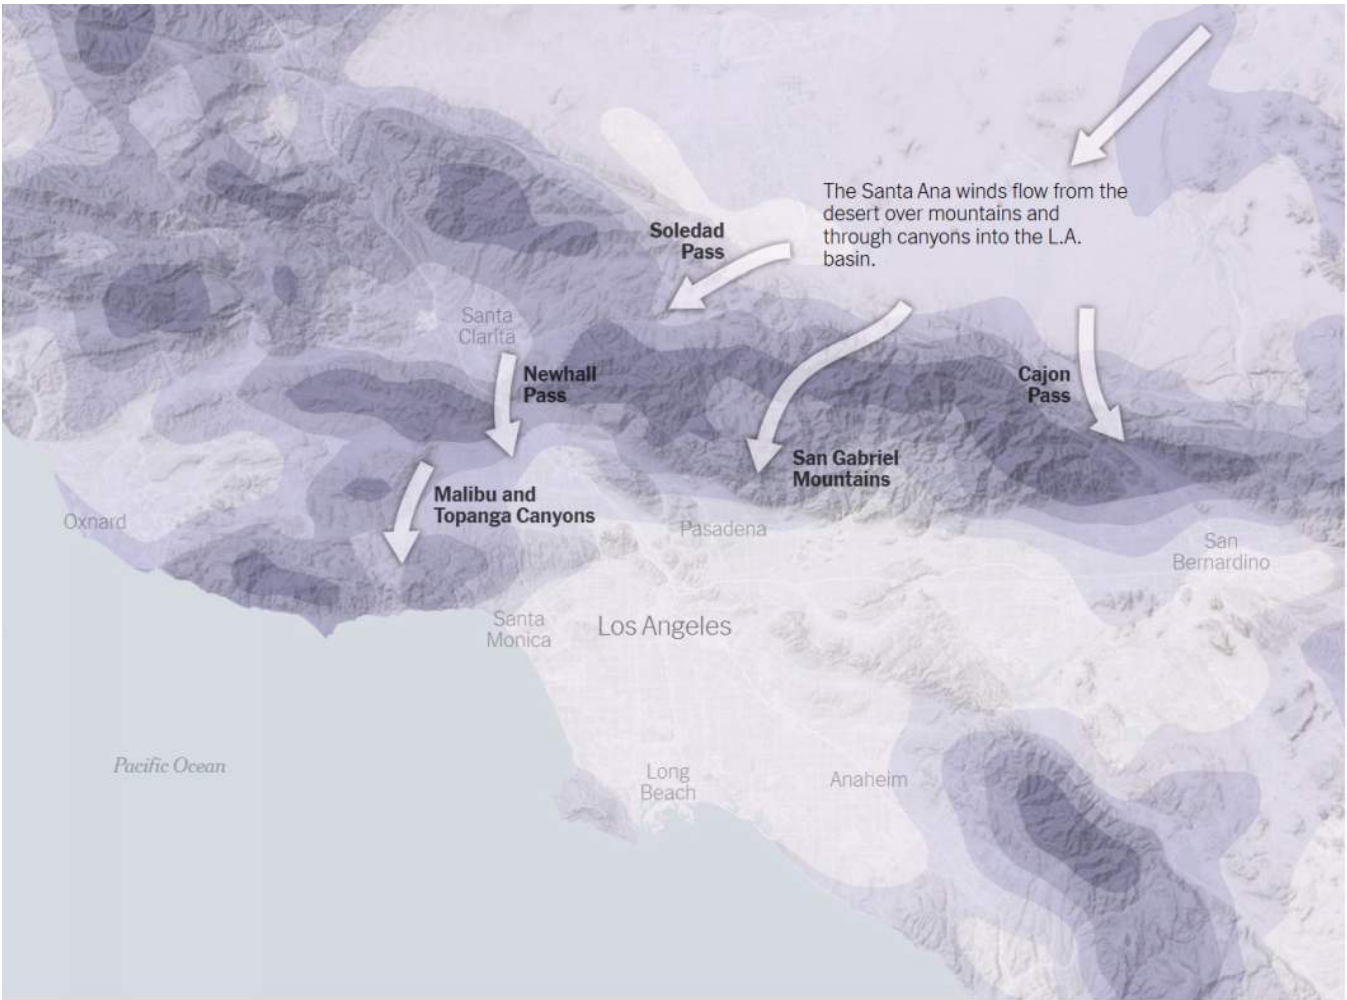 The Santa Ana winds flow from the
desert over mountains and
through canyons into the L.A.
basin.
Soledad
Pass
Santa
Clarita
Newhall
Pass
Cajon
Pass
San Gabriel
Mountains
Malibu and
Topanga Canyons
Oxnard
Pasadena
San
Bernardino
Santa
Monica
Los Angeles
Pacific Ocean
Long
Beach
Anaheim